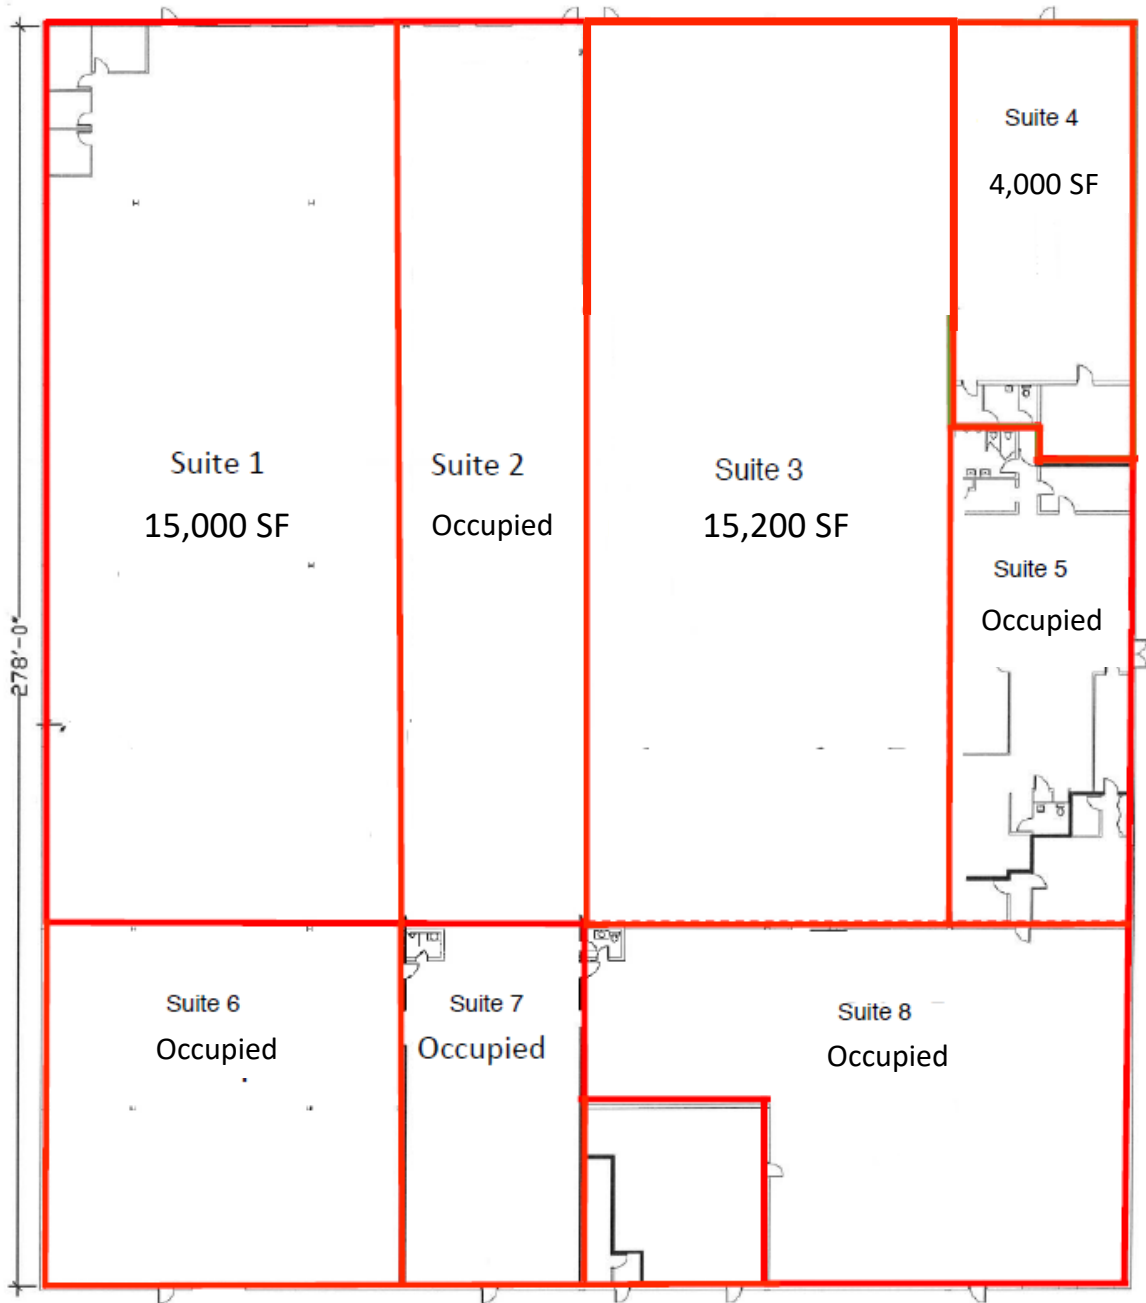 Suite 4
4,000 SF
Suite 1
15,000 SF
Suite 2
Occupied
Suite 3
15,200 SF
Suite 5
Occupied
278'-0"
Suite 6
Occupied
Suite 7
Occupied
Suite 8
Occupied